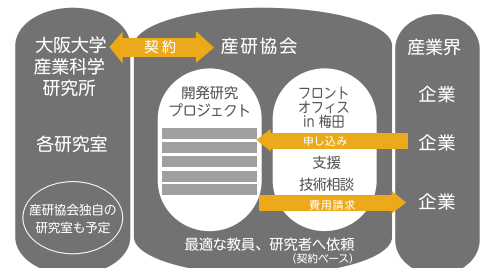 大阪大学
産業科学
研究所
各研究室
産研協会独自の
研究室も予定
契約
産研協会
開発研究
プロジェクト
フロント
オフィス
in 梅田
申し込み
支援
技術相談
費用請求
最適な教員、研究者へ依頼
（契約ベース）
産業界
企業
企業
企業